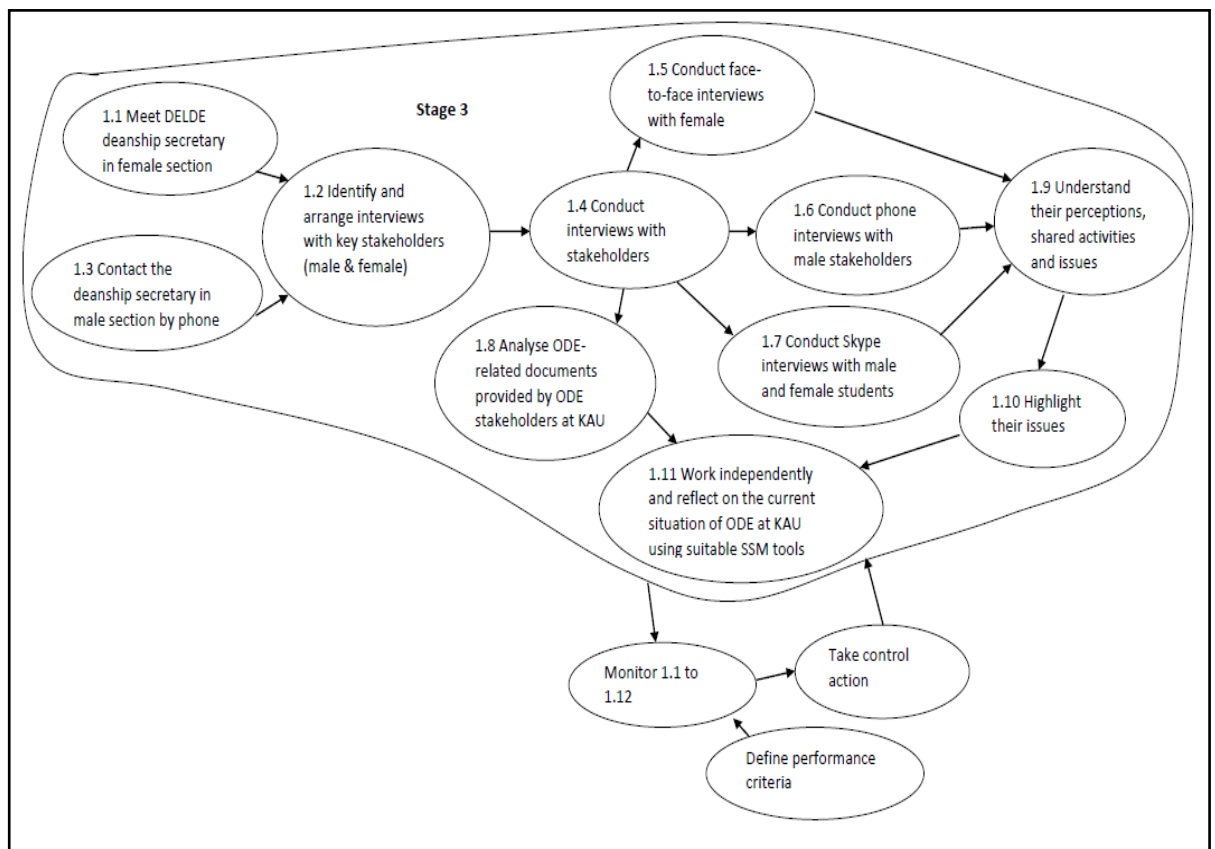 Stage 3
1.1 Meet DELDE
deanship secretary
in female section
1.2 Identify and
arrange interviews
with key stakeholders
(male & female)
1.3 Contact the
deanship secretary in
male section by phone
1.4 Conduct
interviews with
stakeholders
1.5 Conduct face-
to-face interviews
with female
1.6 Conduct phone
interviews with
male stakeholders
1.7 Conduct Skype
interviews with male
and female students
1.8 Analyse ODE-
related documents
provided by ODE
stakeholders at KAU
1.9 Understand
their perceptions,
shared activities
and issues
1.10 Highlight
their issues
1.11 Work independently
and reflect on the current
situation of ODE at KAU
using suitable SSM tools
Monitor 1.1 to
1.12
Take control
action
Define performance
criteria